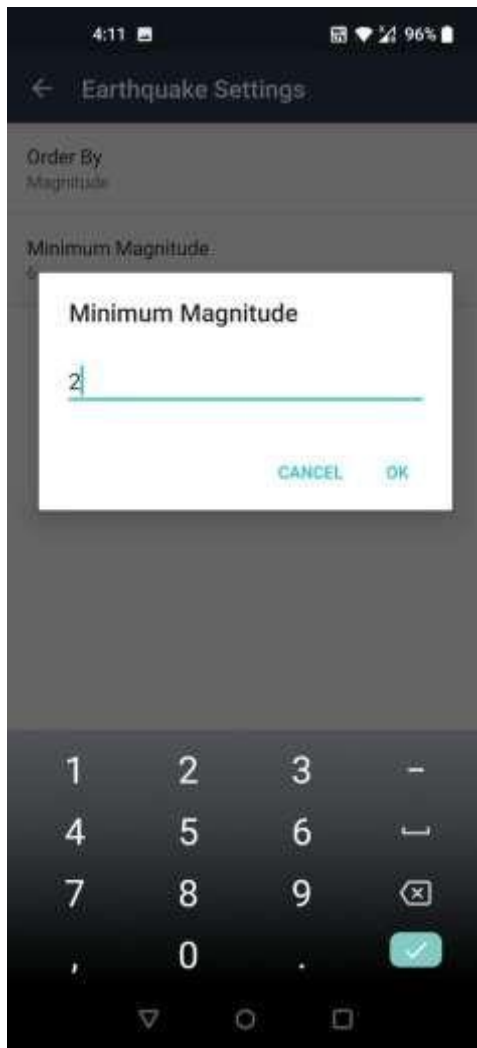 4:11 96%
Earthquake Settings
Order By
Magnitude
Minimum Magnitude
Minimum Magnitude
2
CANCEL OK
1 2 3 -
4 5 6
7 8 9
, 0 .